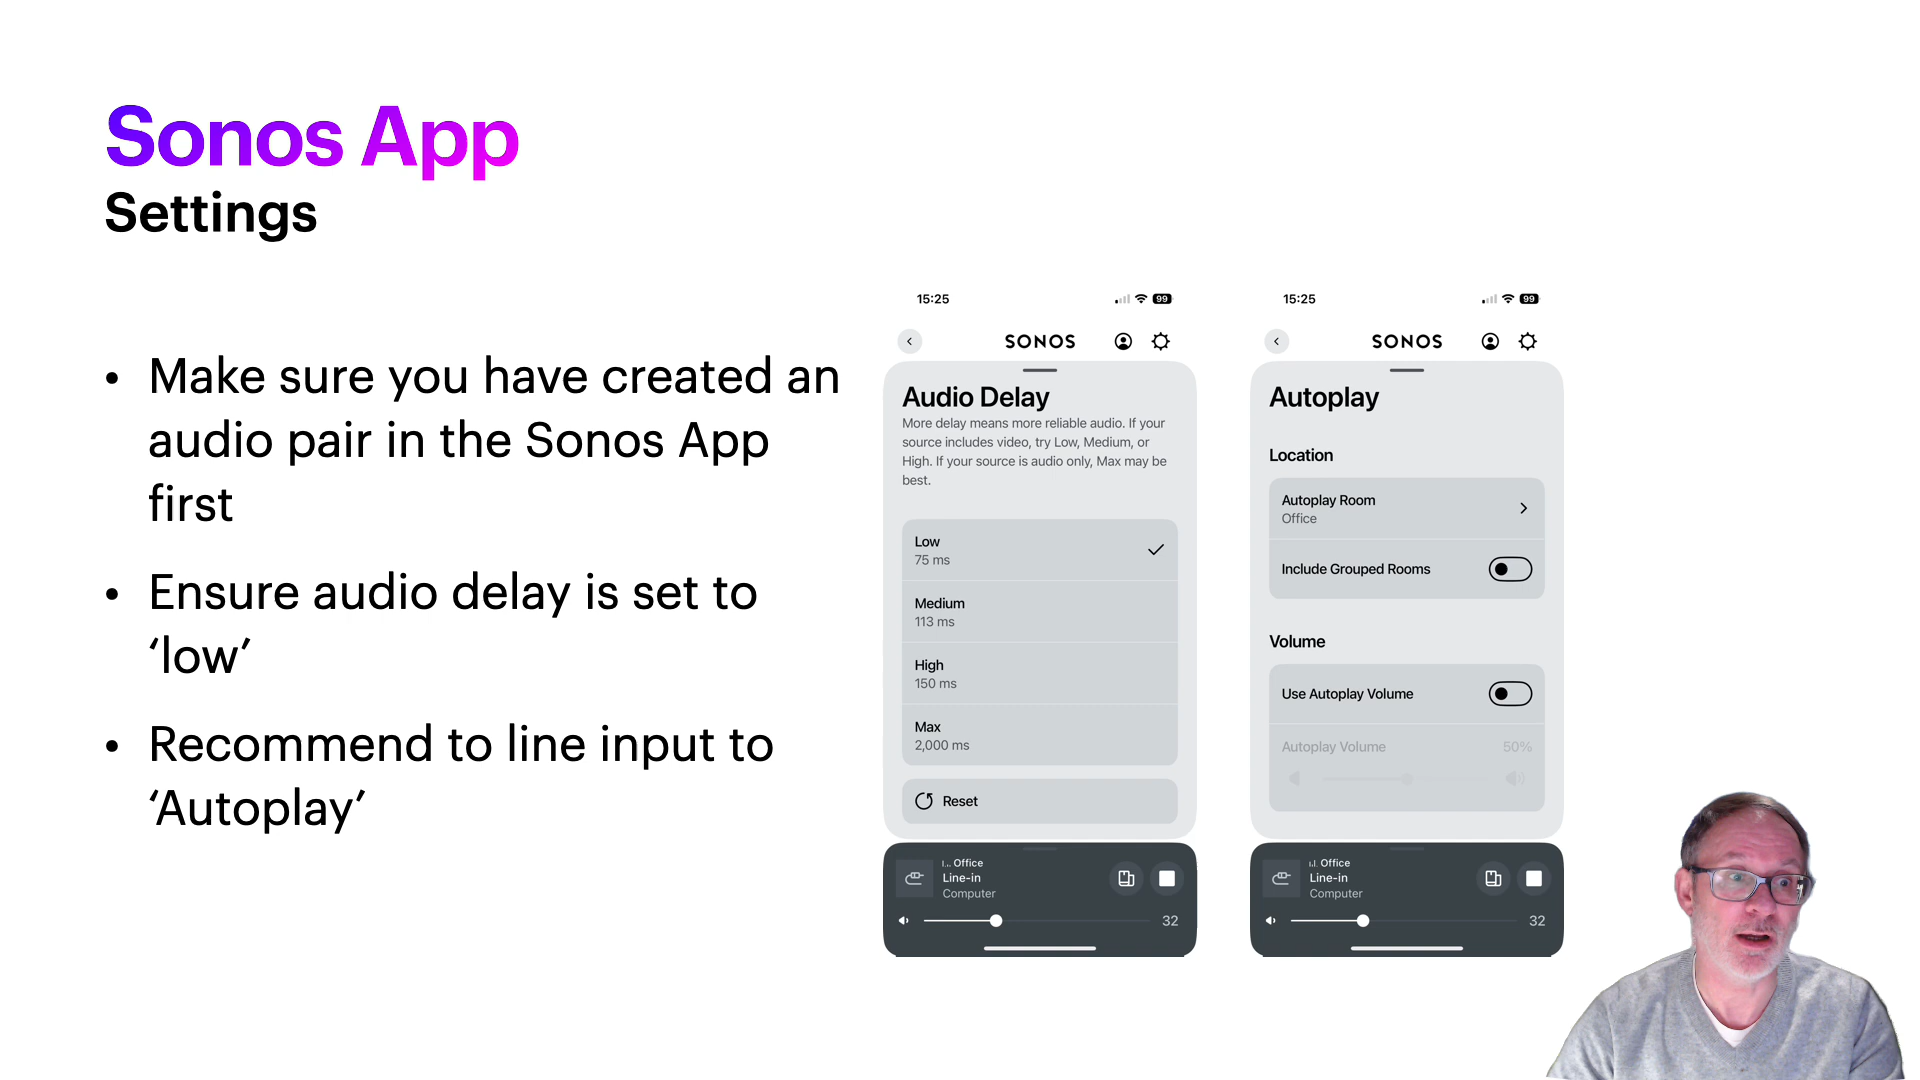 Sonos App
Settings
• Make sure you have created an
audio pair in the Sonos App
first
• Ensure audio delay is set to
‘low’
• Recommend to line input to
‘Autoplay’
15:25
99
SONOS
Audio Delay
More delay means more reliable audio. If your
source includes video, try Low, Medium, or
High. If your source is audio only, Max may be
best.
Low
75 ms
Medium
113 ms
High
150 ms
Max
2,000 ms
Reset
Office
Line-in
Computer
32
15:25
99
SONOS
Autoplay
Location
Autoplay Room
Office
Include Grouped Rooms
Volume
Use Autoplay Volume
Autoplay Volume 50%
Office
Line-in
Computer
32